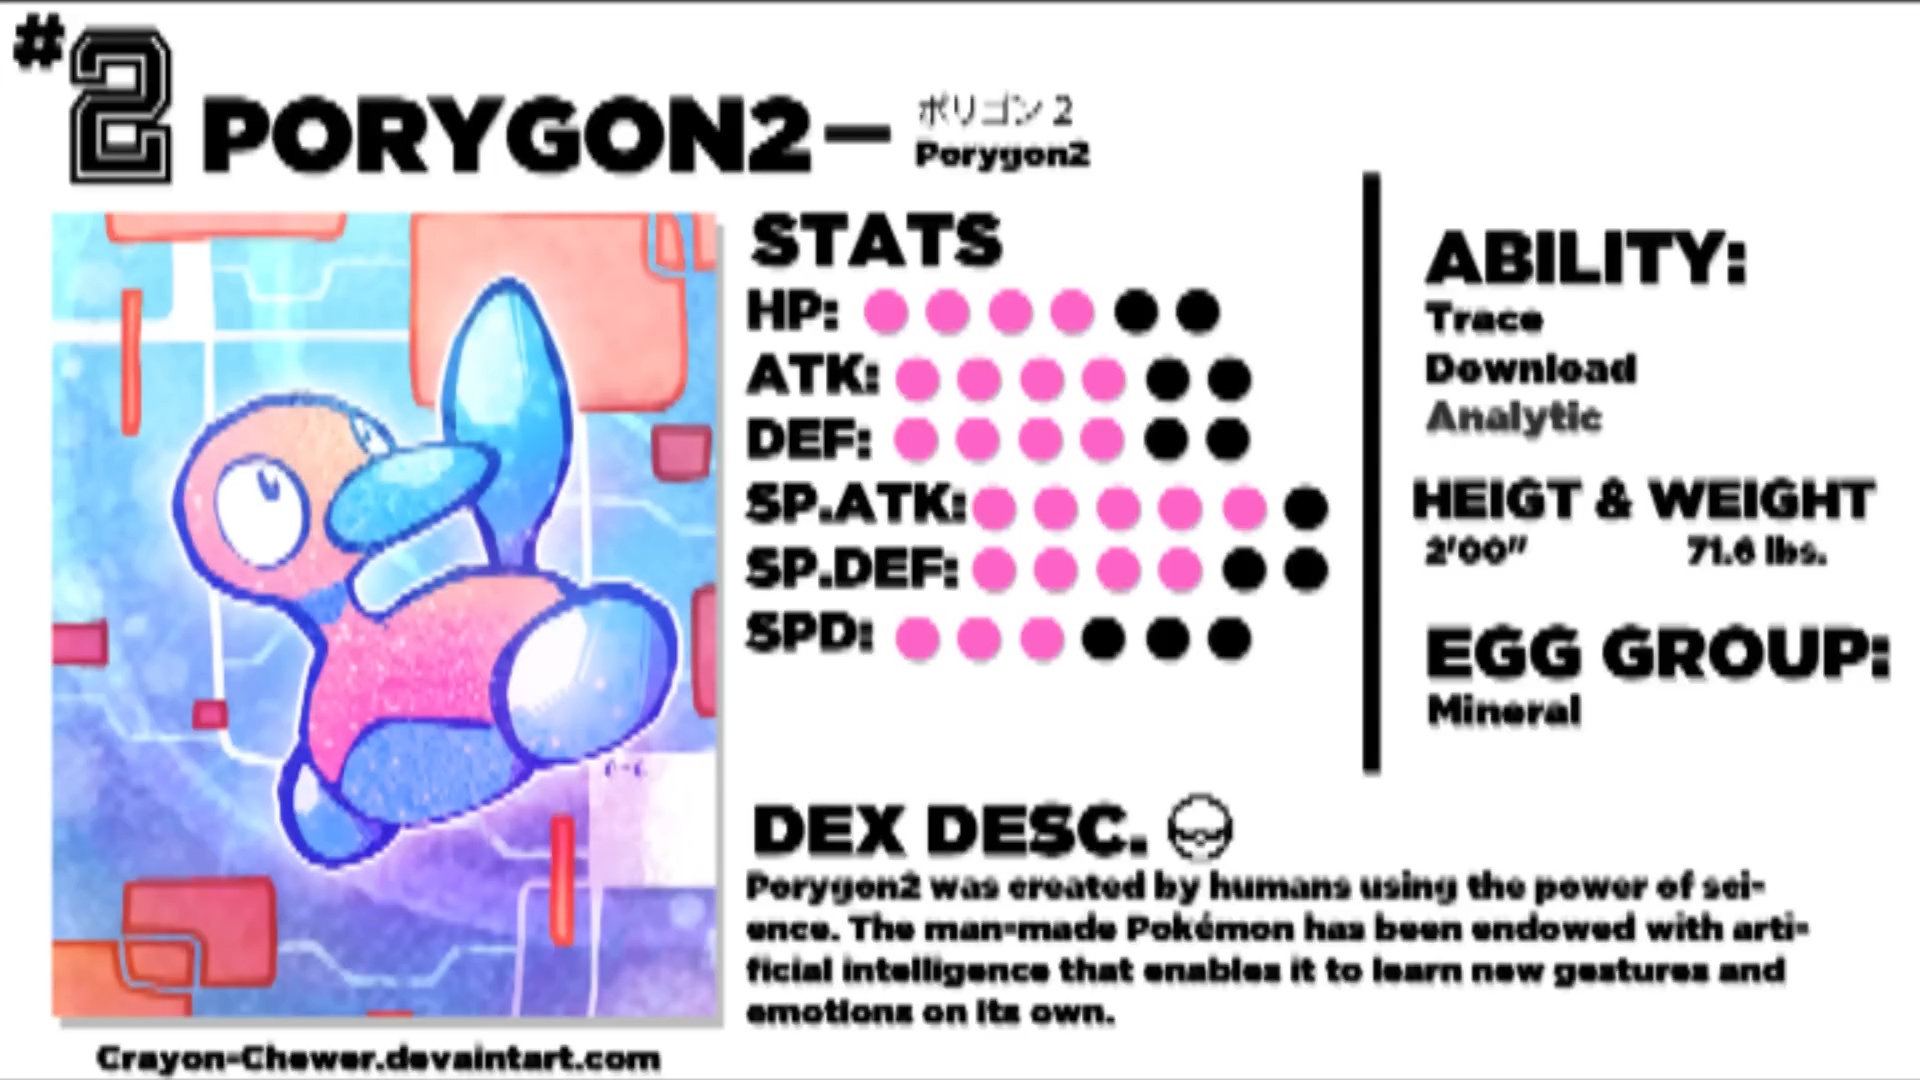 #2 PORYGON2— ポリゴン 2
Porygon2
STATS
HP:
ATK:
DEF:
SP.ATK:
SP.DEF:
SPD:
ABILITY:
Trace
Download
Analytic
HEIGT & WEIGHT
2'00" 71.6 lbs.
EGG GROUP:
Mineral
DEX DESC.
Porygon2 was created by humans using the power of sci-
ence. The man-made Pokémon has been endowed with arti-
ficial intelligence that enables it to learn new gestures and
emotions on its own.
Crayon-Chewer.devaintart.com